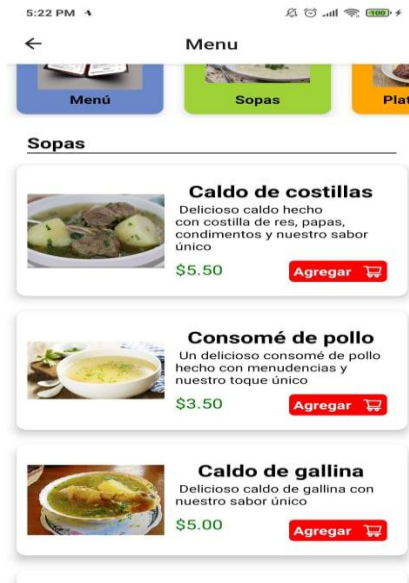 5:22 PM
100
Menu
Menú
Sopas
Plat
Sopas
Caldo de costillas
Delicioso caldo hecho
con costilla de res, papas,
condimentos y nuestro sabor
único
$5.50
Agregar
Consomé de pollo
Un delicioso consomé de pollo
hecho con menudencias y
nuestro toque único
$3.50
Agregar
Caldo de gallina
Delicioso caldo de gallina con
nuestro sabor único
$5.00
Agregar